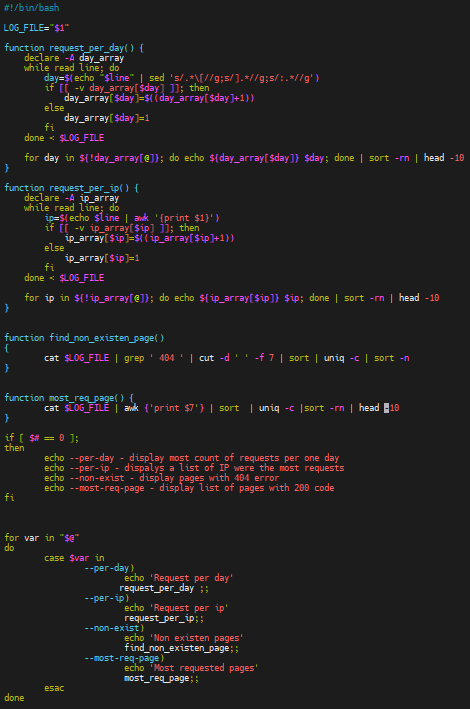 #!/bin/bash
LOG_FILE="$1"
function request_per_day() {
declare -A day_array
while read line; do
day=$(echo "$line" | sed 's/.*\[//g;s/].*//g;s/:.*//g')
if [[ -v day_array[$day] ]]; then
day_array[$day]=$((day_array[$day]+1))
else
day_array[$day]=1
fi
done < $LOG_FILE
for day in ${!day_array[@]}; do echo ${day_array[$day]} $day; done | sort -rn | head -10
}
function request_per_ip() {
declare -A ip_array
while read line; do
ip=$(echo $line | awk '{print $1}')
if [[ -v ip_array[$ip] ]]; then
ip_array[$ip]=$((ip_array[$ip]+1))
else
ip_array[$ip]=1
fi
done < $LOG_FILE
for ip in ${!ip_array[@]}; do echo ${ip_array[$ip]} $ip; done | sort -rn | head -10
}
function find_non_existen_page()
{
cat $LOG_FILE | grep ' 404 ' | cut -d ' ' -f 7 | sort | uniq -c | sort -n
}
function most_req_page() {
cat $LOG_FILE | awk {'print $7'} | sort  | uniq -c |sort -rn | head -10
}
if [ $# == 0 ];
then
echo --per-day - display most count of requests per one day
echo --per-ip - dispalys a list of IP were the most requests
echo --non-exist - display pages with 404 error
echo --most-req-page - display list of pages with 200 code
fi
for var in "$@"
do
case $var in
--per-day)
echo 'Request per day'
request_per_day ;;
--per-ip)
echo 'Request per ip'
request_per_ip;;
--non-exist)
echo 'Non existen pages'
find_non_existen_page;;
--most-req-page)
echo 'Most requested pages'
most_req_page;;
esac
done